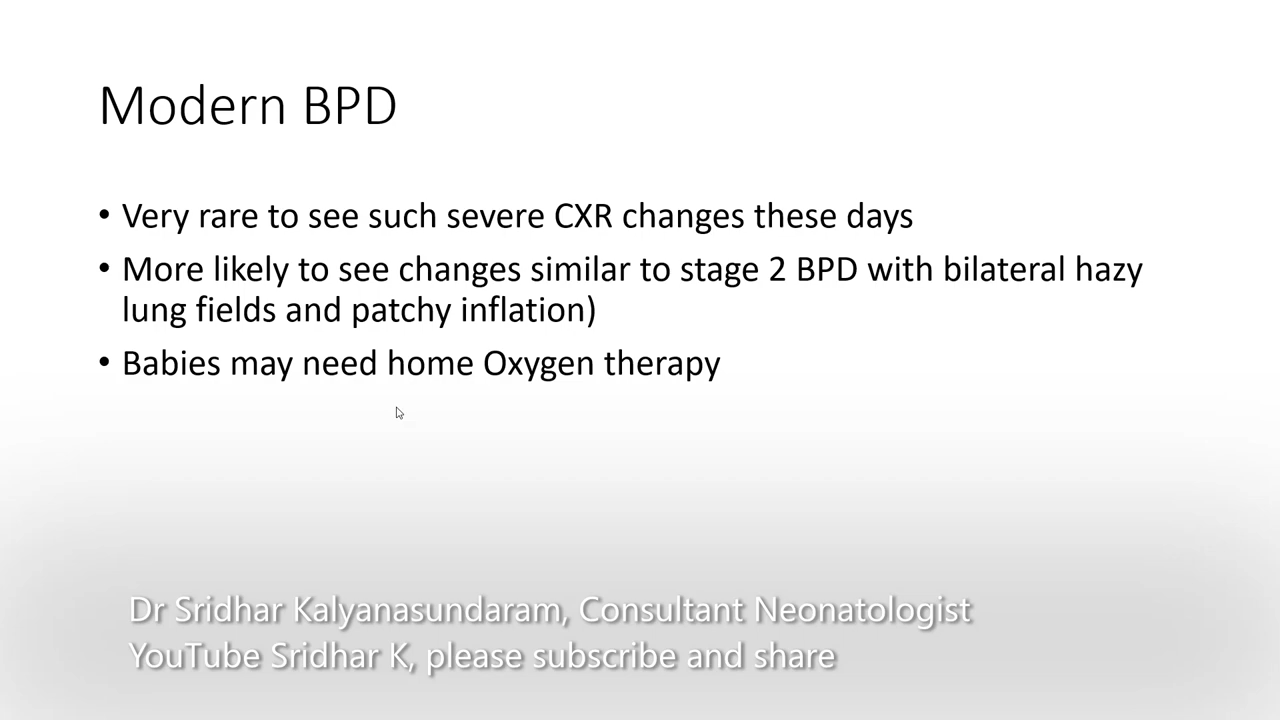 Modern BPD
• Very rare to see such severe CXR changes these days
• More likely to see changes similar to stage 2 BPD with bilateral hazy
lung fields and patchy inflation)
• Babies may need home Oxygen therapy
Dr Sridhar Kalyanasundaram, Consultant Neonatologist
YouTube Sridhar K, please subscribe and share